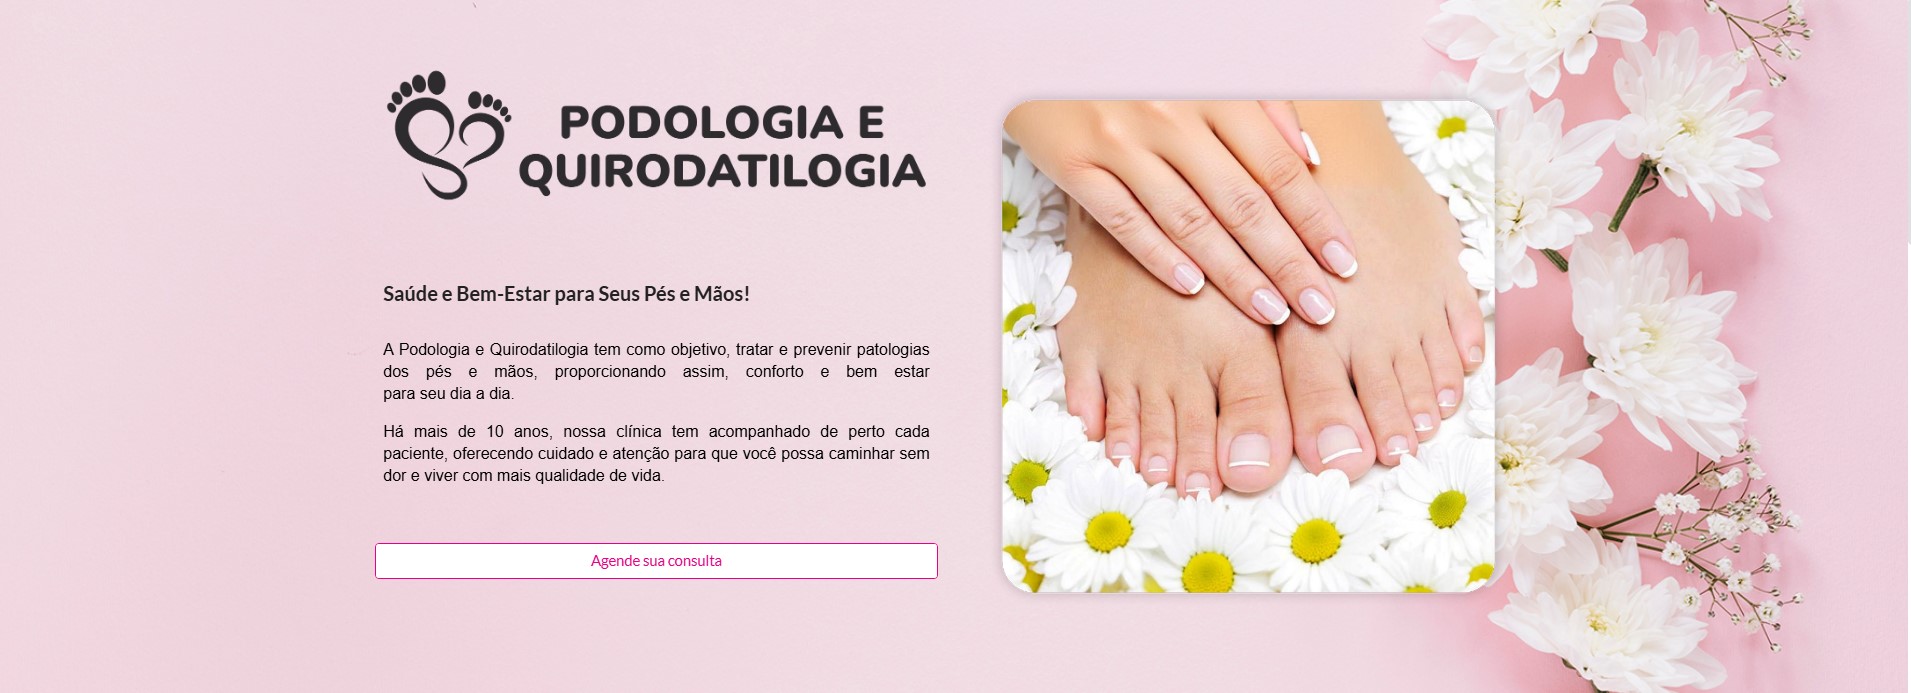 PODOLOGIA E
QUIRODATILOGIA
Saúde e Bem-Estar para Seus Pés e Mãos!
A Podologia e Quirodatilogia tem como objetivo, tratar e prevenir patologias
dos pés e mãos, proporcionando assim, conforto e bem estar
para seu dia a dia.
Há mais de 10 anos, nossa clínica tem acompanhado de perto cada
paciente, oferecendo cuidado e atenção para que você possa caminhar sem
dor e viver com mais qualidade de vida.
Agende sua consulta